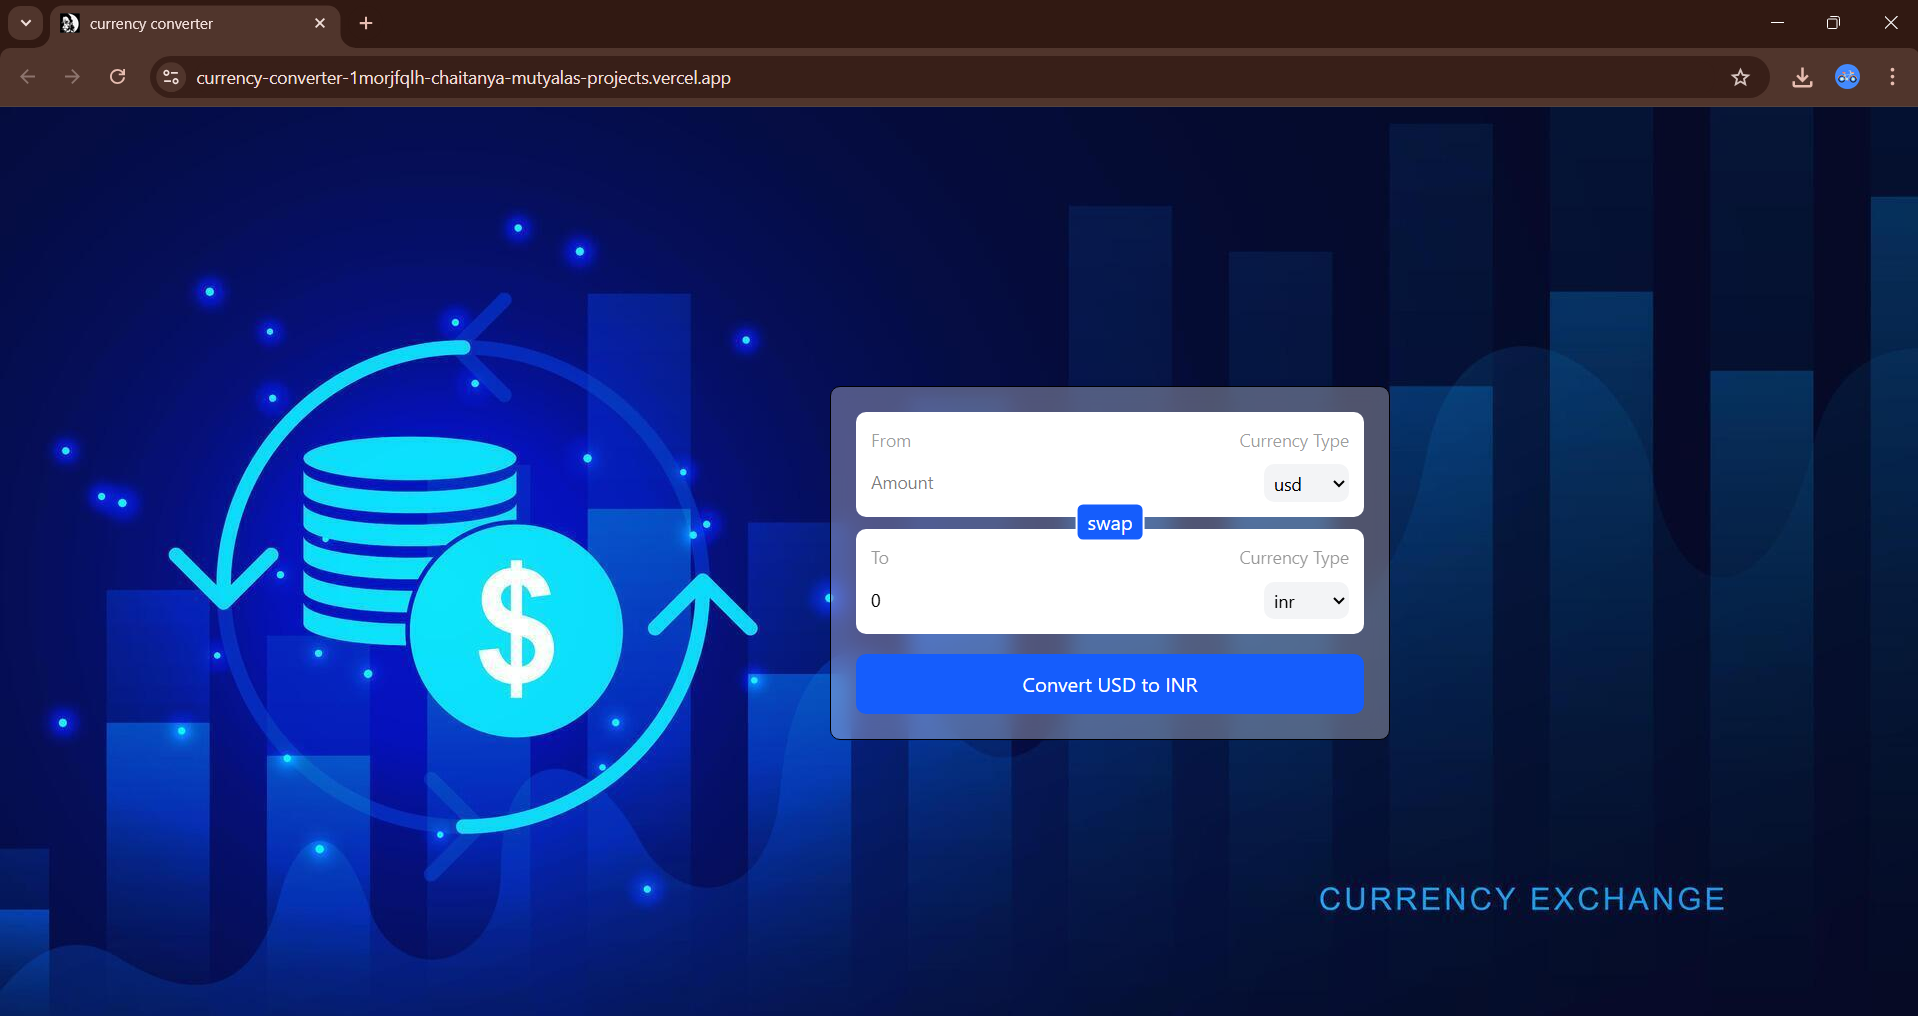 currency converter
currency-converter-1morjfqlh-chaitanya-mutyalas-projects.vercel.app
From Currency Type
Amount usd
swap
To Currency Type
0 inr
Convert USD to INR
$
CURRENCY EXCHANGE